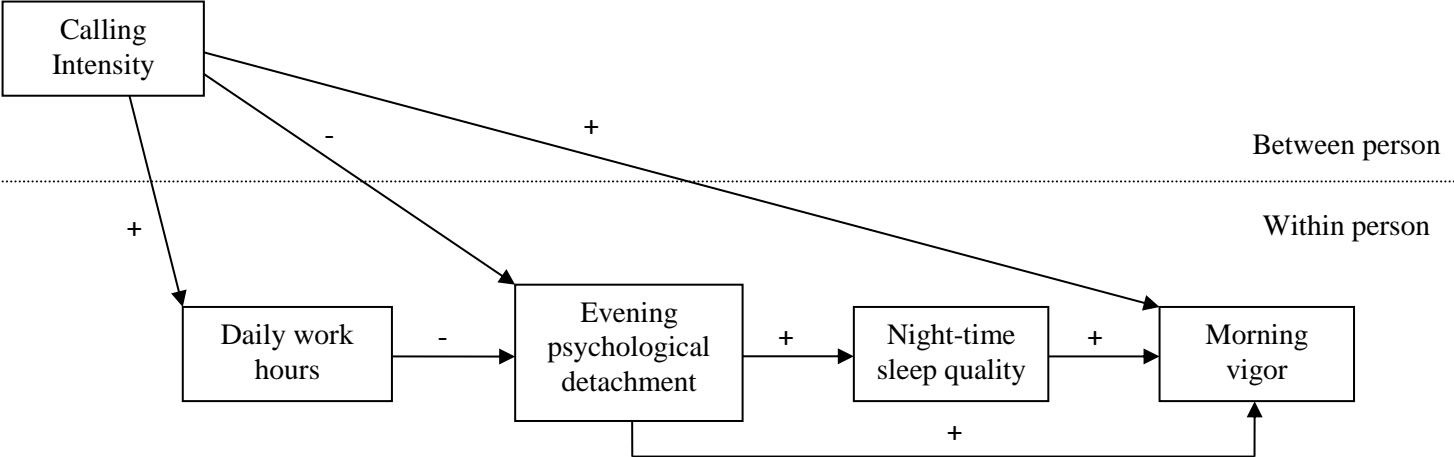 Calling
Intensity
-
+
Between person
+
Within person
Daily work
hours
-
Evening
psychological
detachment
+
Night-time
sleep quality
+
Morning
vigor
+